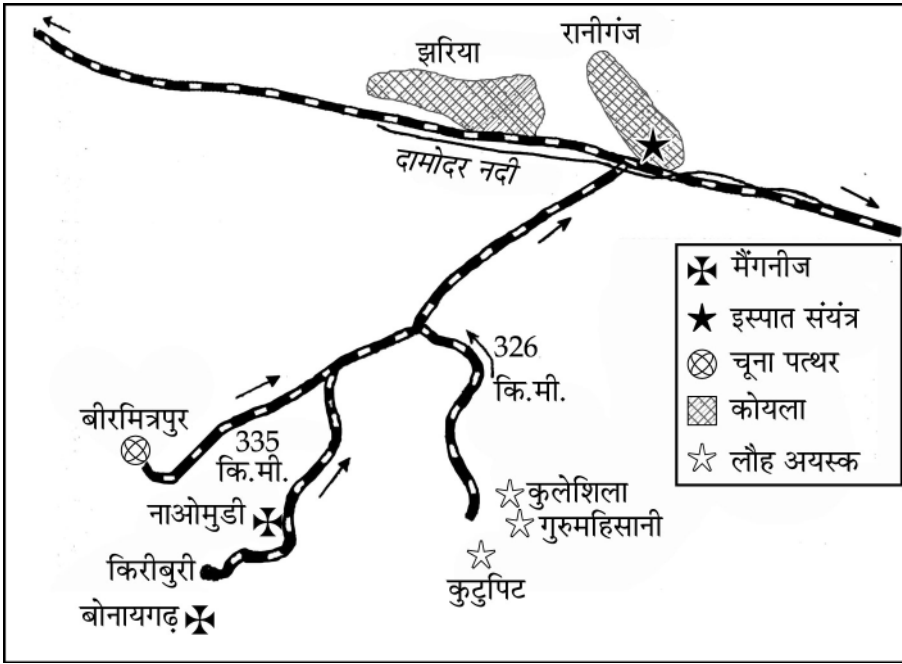 रानीगंज
झरिया
दामोदर नदी
मैंगनीज
इस्पात संयंत्र
चूना पत्थर
कोयला
लौह अयस्क
326
कि.मी.
बीरमित्रपुर
335
कि.मी.
नाओमुडी
किरीबुरी
बोनायगढ़
कुलेशिला
गुरुमहिसानी
कुटुपिट